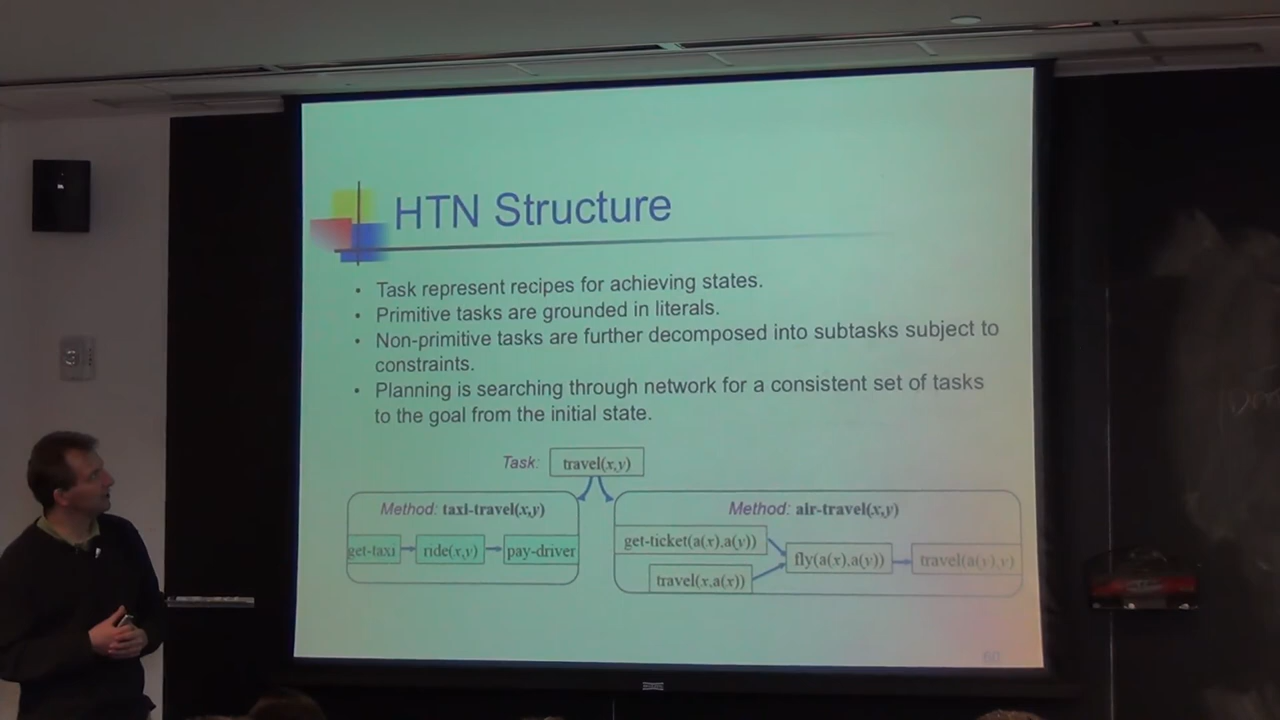 HTN Structure
• Task represent recipes for achieving states.
• Primitive tasks are grounded in literals.
• Non-primitive tasks are further decomposed into subtasks subject to
constraints.
• Planning is searching through network for a consistent set of tasks
to the goal from the initial state.
Task: travel(x,y)
Method: taxi-travel(x,y)
get-taxi ride(x,y) pay-driver
Method: air-travel(x,y)
get-ticket(a(x),a(y))
travel(x,a(x))
fly(a(x),a(y)) travel(a(y),y)
60